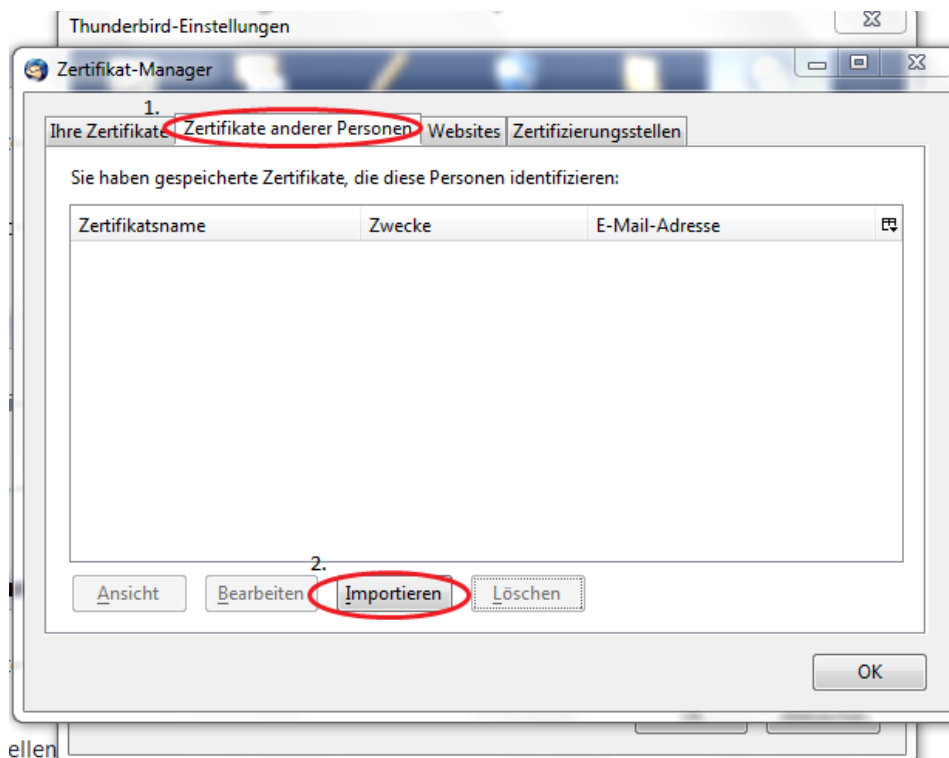 Thunderbird-Einstellungen
Zertifikat-Manager
1.
Ihre Zertifikate Zertifikate anderer Personen Websites Zertifizierungsstellen
Sie haben gespeicherte Zertifikate, die diese Personen identifizieren:
Zertifikatsname Zwecke E-Mail-Adresse
2.
Ansicht Bearbeiten Importieren Löschen
OK
ellen